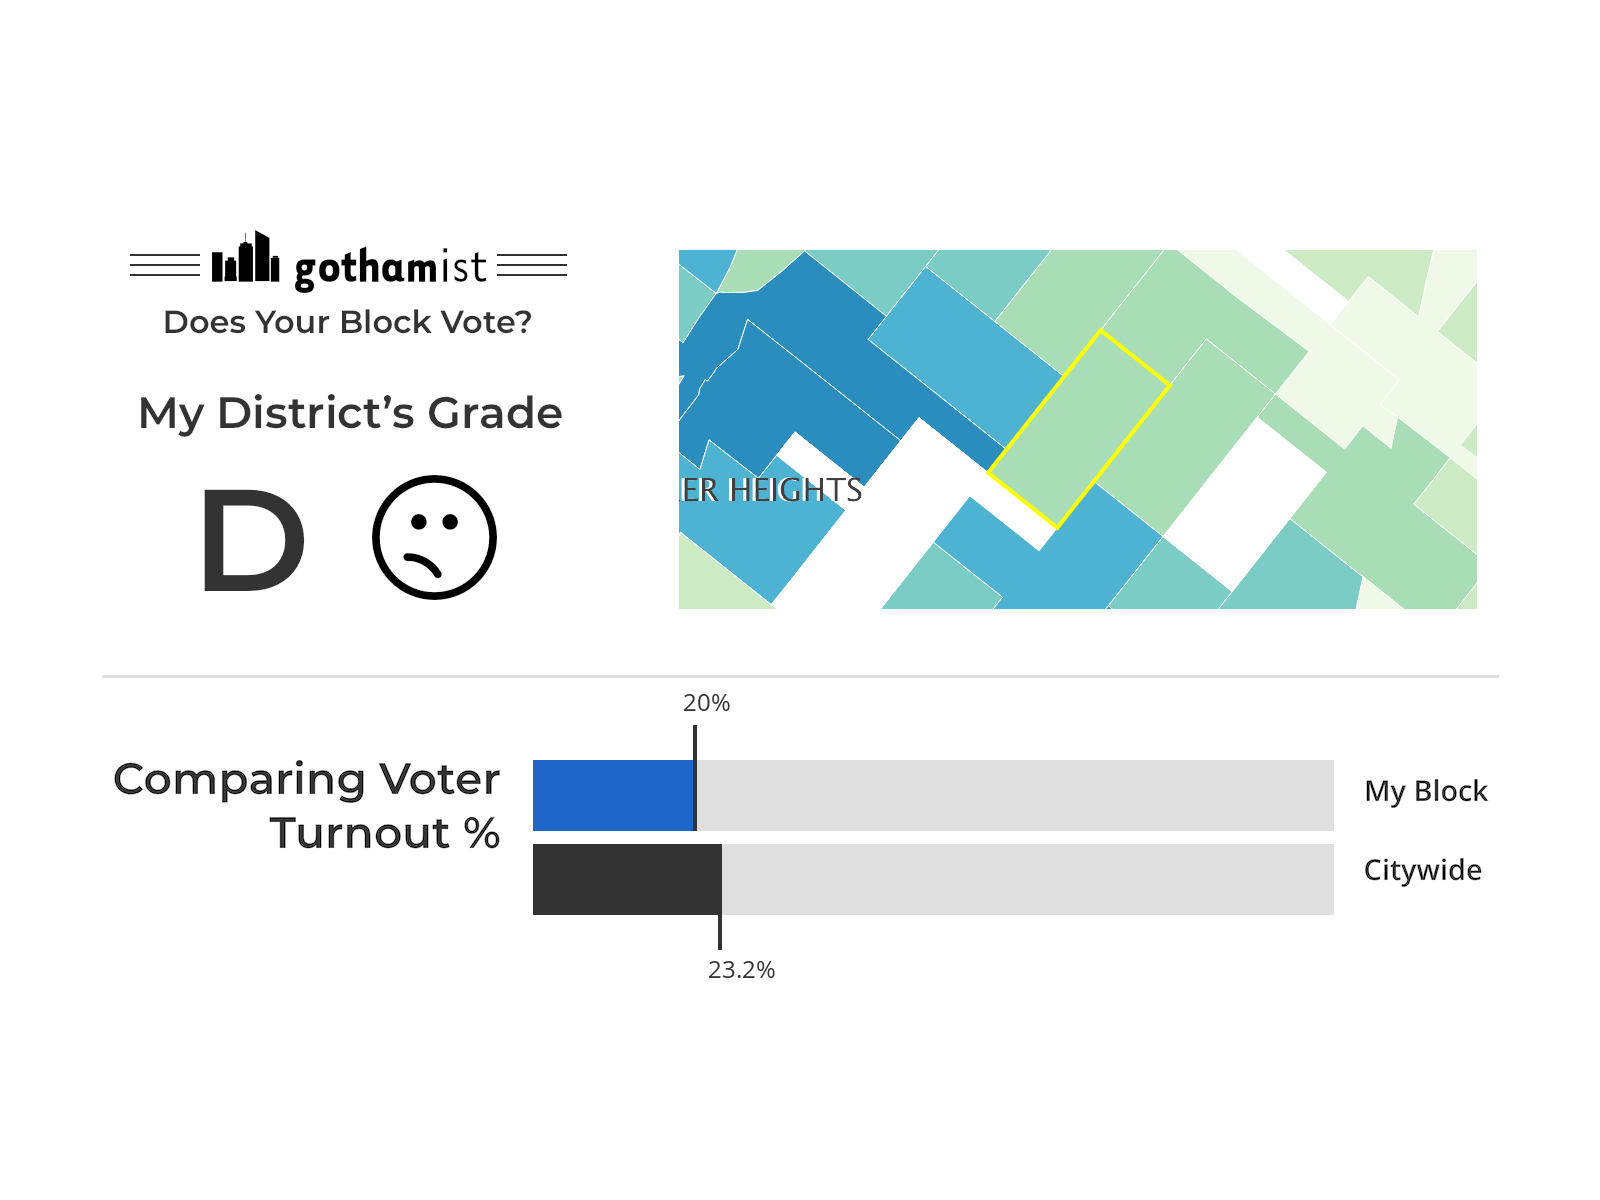 gothamist
Does Your Block Vote?
My District's Grade
D
ER HEIGHTS
20%
Comparing Voter
Turnout %
My Block
Citywide
23.2%